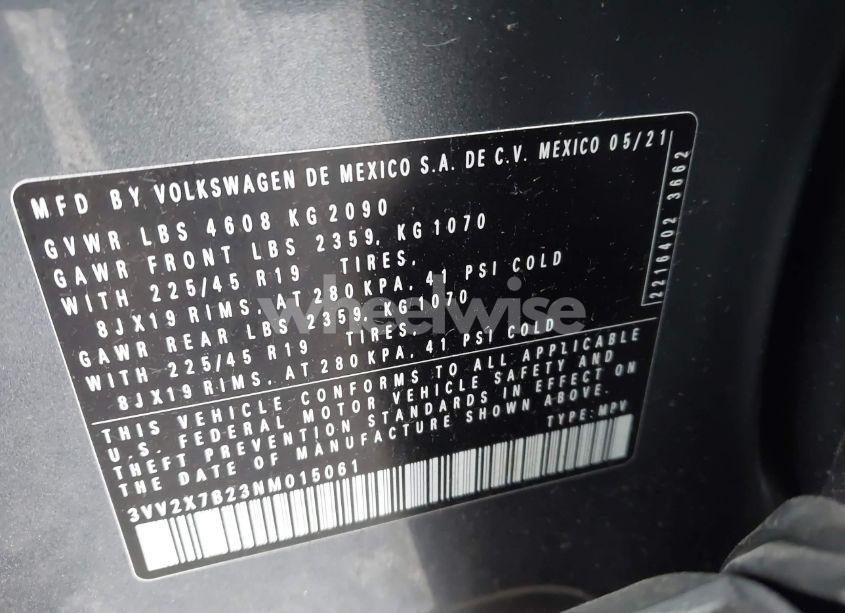 MFD BY VOLKSWAGEN DE MEXICO S.A. DE C.V. MEXICO 05/21
GVWR LBS 4608 KG 2090
GAWR FRONT LBS 2359, KG 1070
WITH 225/45 R19 TIRES,
8JX19 RIMS, AT 280 KPA, 41 PSI COLD
GAWR REAR LBS 2359, KG 1070
WITH 225/45 R19 TIRES,
8JX19 RIMS, AT 280 KPA, 41 PSI COLD
2216402 3662
THIS VEHICLE CONFORMS TO ALL APPLICABLE
U.S. FEDERAL MOTOR VEHICLE SAFETY AND
THEFT PREVENTION STANDARDS IN EFFECT ON
THE DATE OF MANUFACTURE SHOWN ABOVE.
3VV2X7B23NM015061 TYPE: MPV
wheelwise